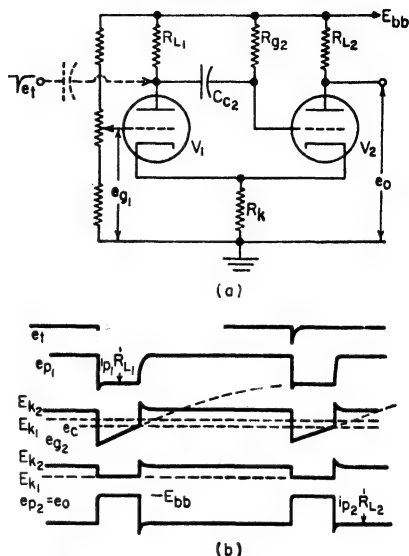 E_bb
R_L1 R_g2 R_L2
e_t
C_c2
V_1 V_2
e_g1 e_o
R_k
(a)
e_t
e_p1 i_p1 R_L1
E_k2
E_k1 e_c
e_g2
E_k2
E_k1
e_p2 = e_o — E_bb i_p2 R_L2
(b)